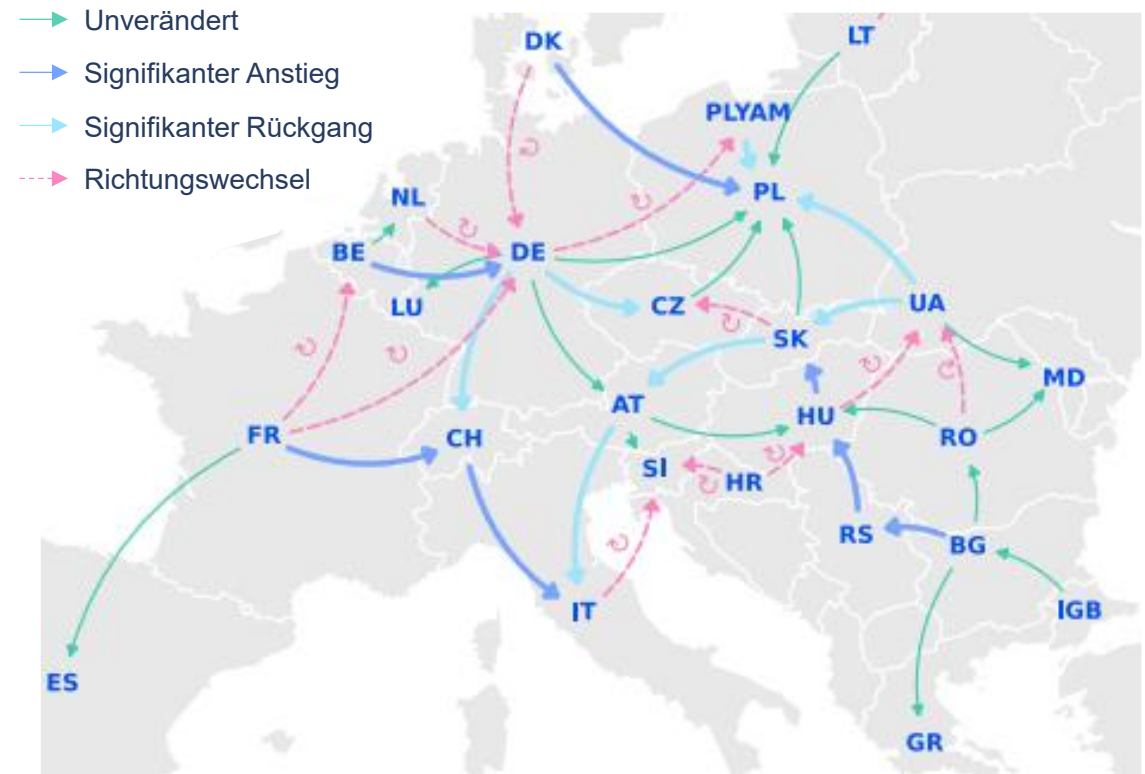 Unverändert
Signifikanter Anstieg
Signifikanter Rückgang
Richtungswechsel
DK
LT
PLYAM
PL
NL
BE
DE
LU
CZ
UA
SK
MD
AT
HU
FR
CH
RO
SI
HR
RS
BG
IT
IGB
ES
GR